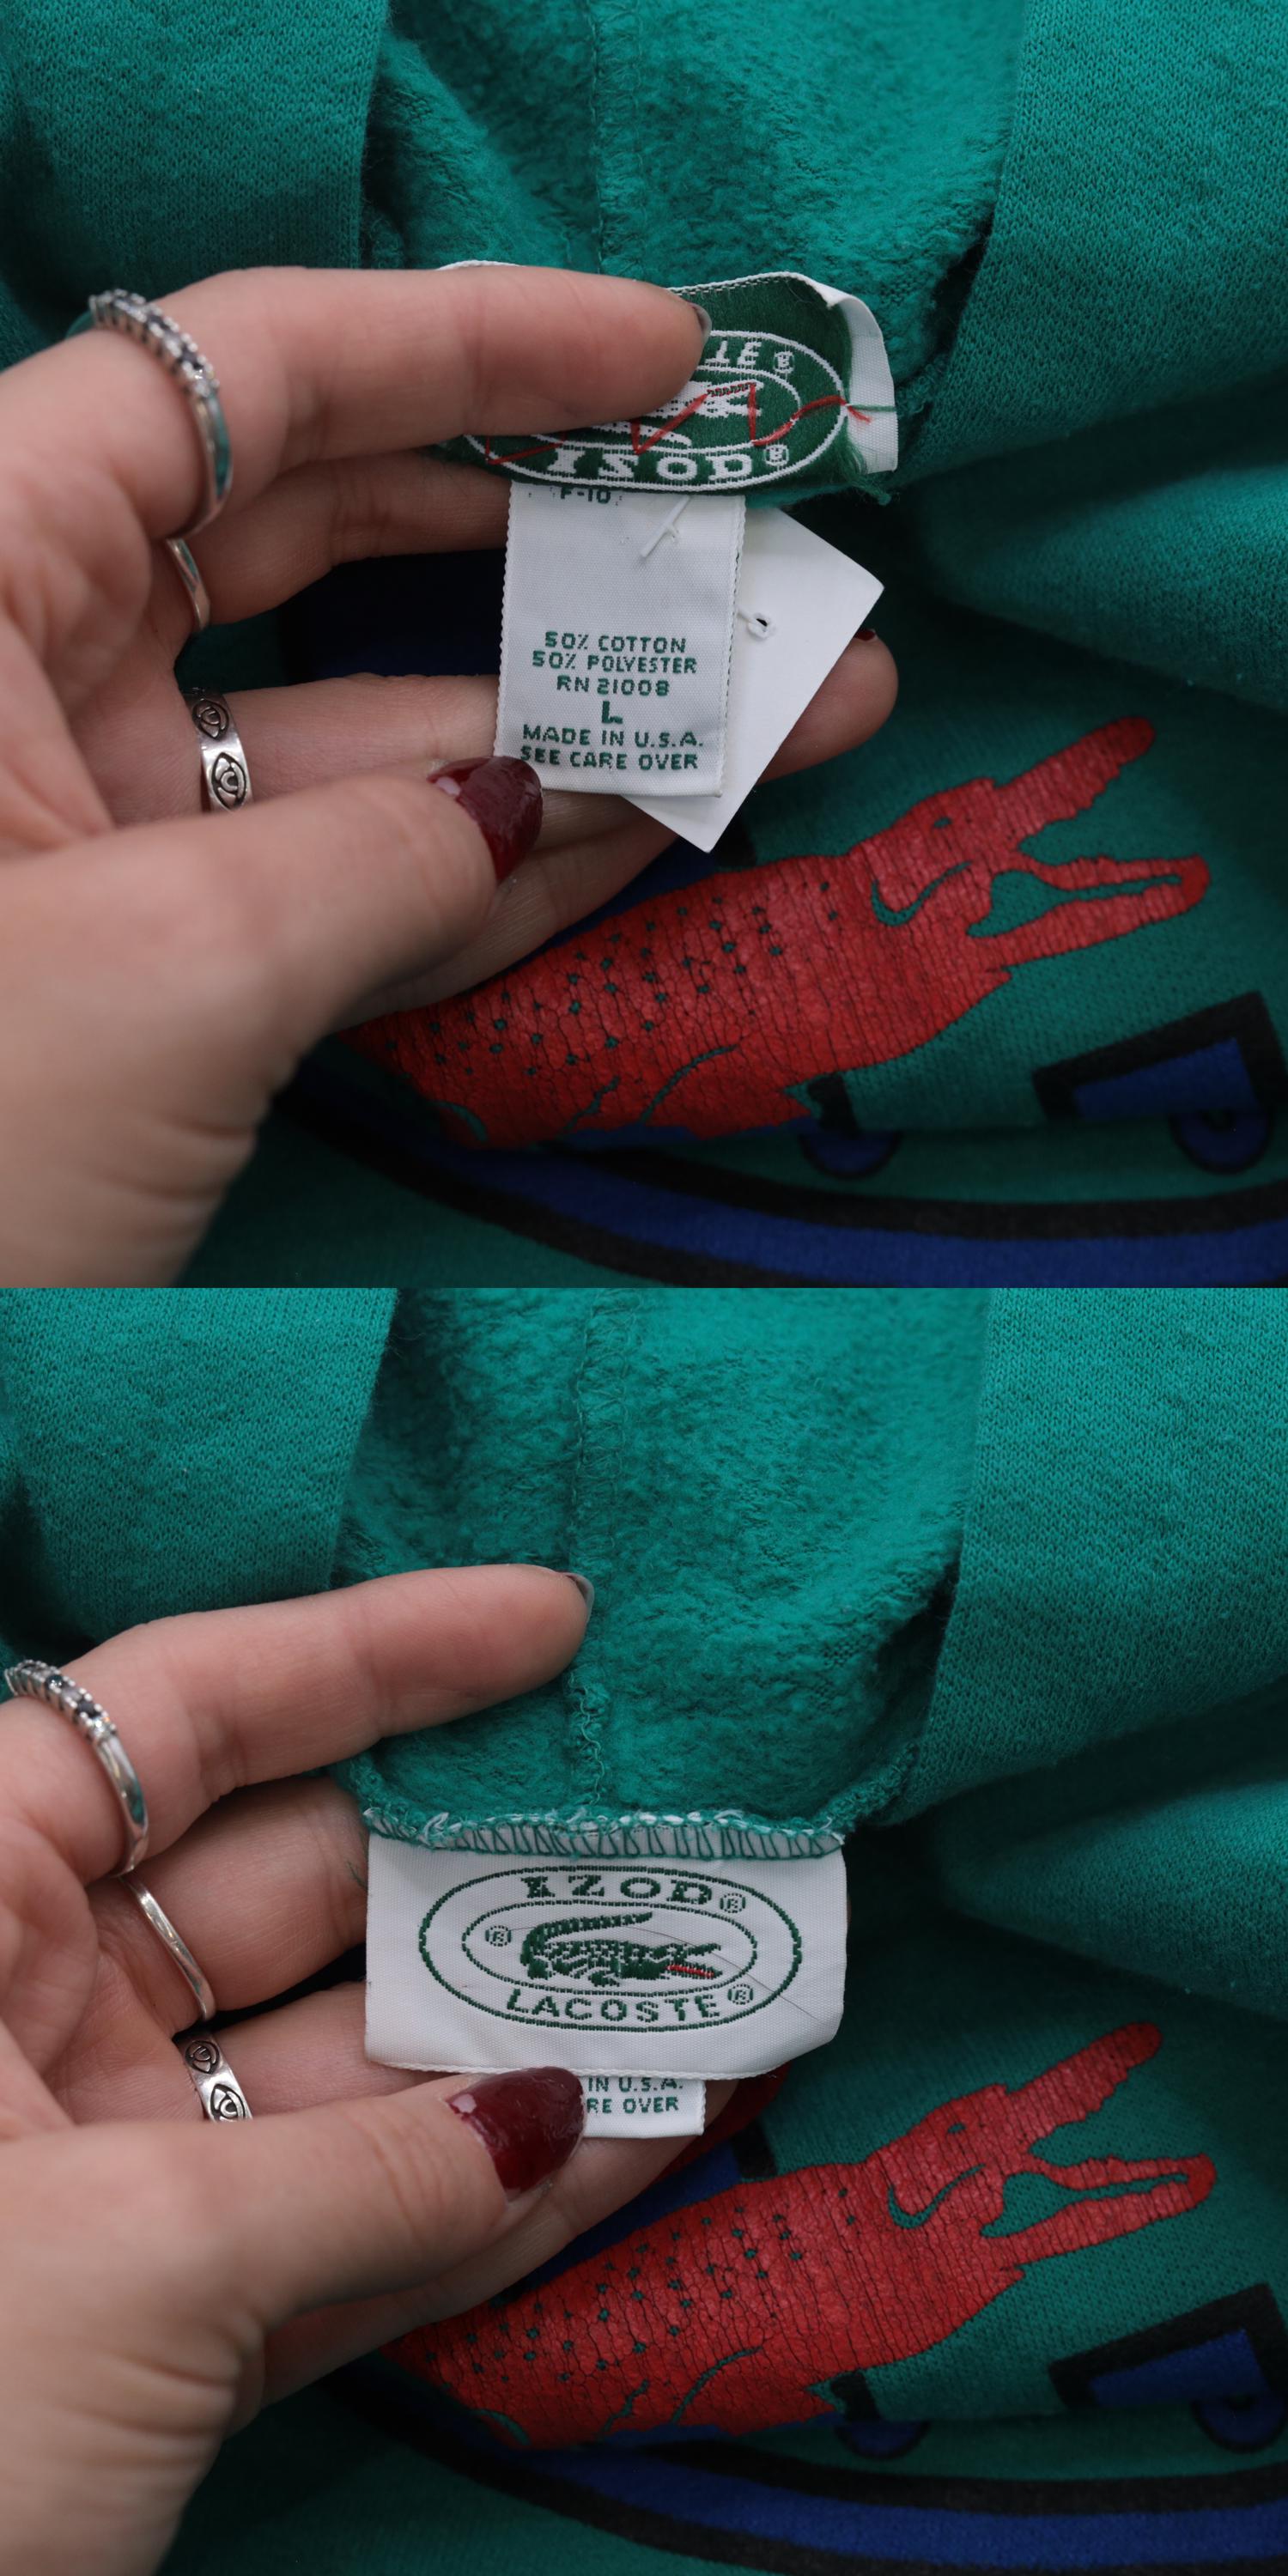 IZOD®
F-10
50% COTTON
50% POLYESTER
RN 21008
L
MADE IN U.S.A.
SEE CARE OVER
IZOD®
®
LACOSTE®
IN U.S.A.
RE OVER